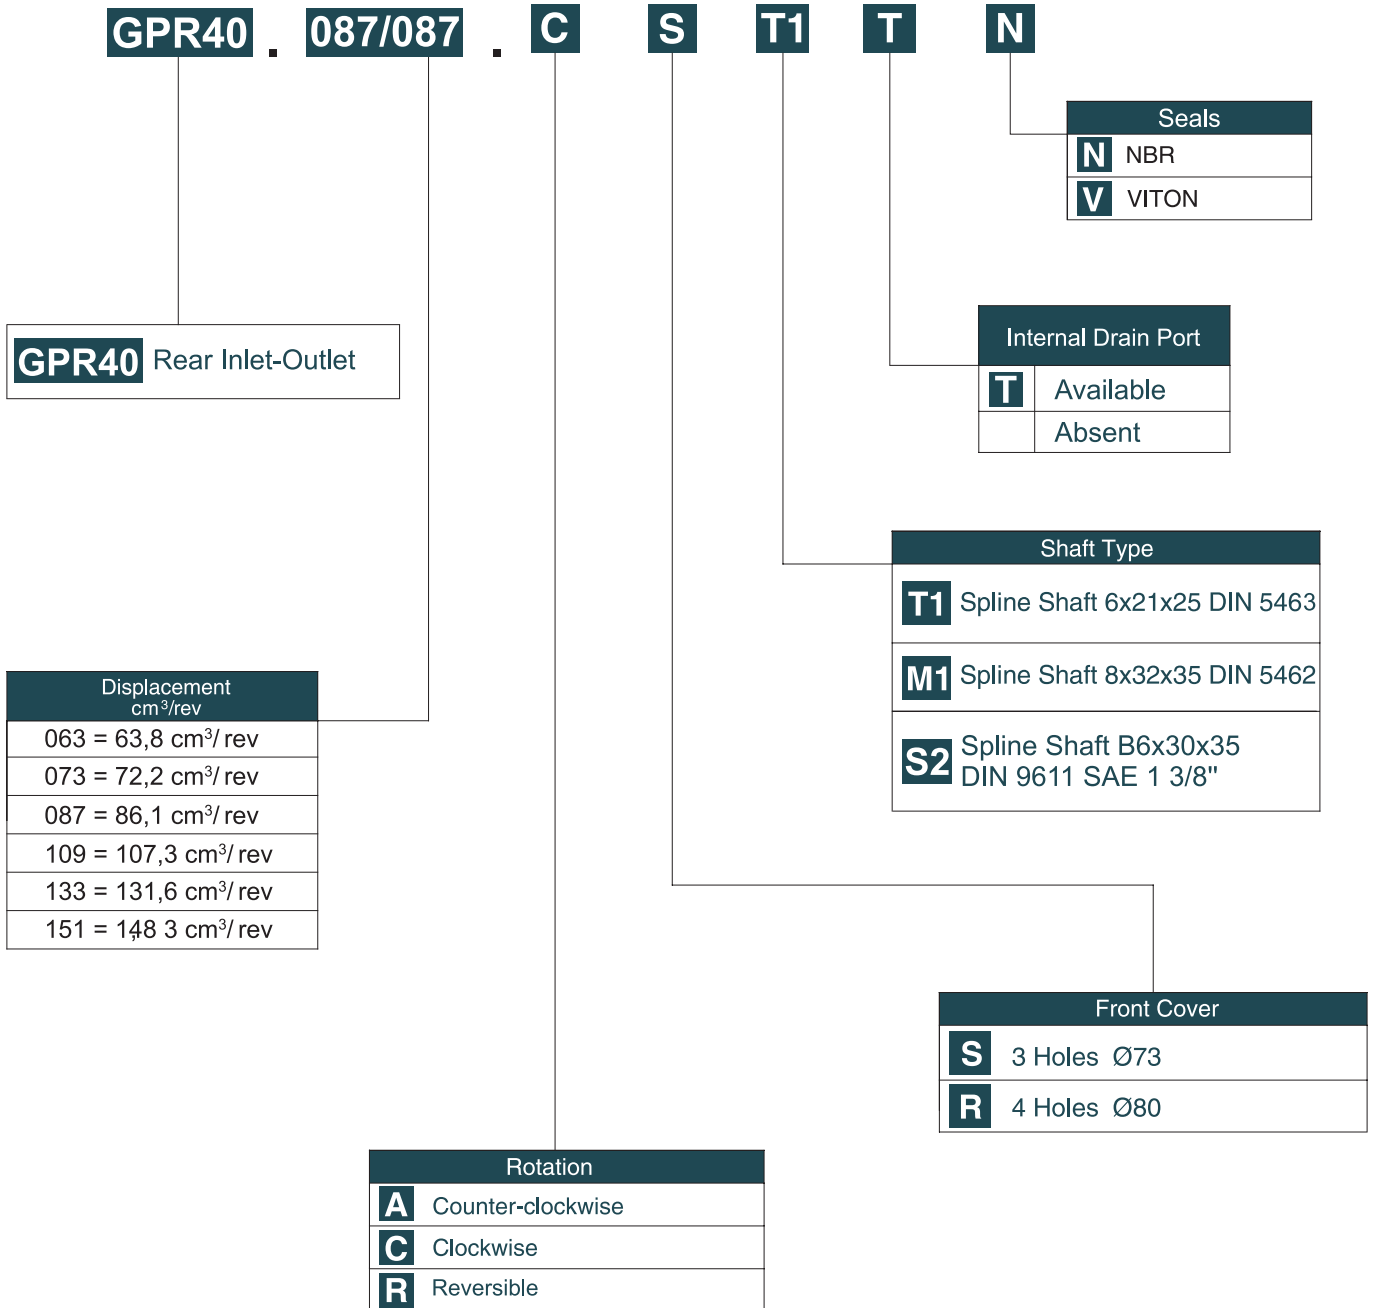 GPR40 . 087/087 . C S T1 T N
Seals
N NBR
V VITON
Internal Drain Port
T Available
Absent
GPR40 Rear Inlet-Outlet
Shaft Type
T1 Spline Shaft 6x21x25 DIN 5463
M1 Spline Shaft 8x32x35 DIN 5462
S2 Spline Shaft B6x30x35
DIN 9611 SAE 1 3/8"
Displacement
cm³/rev
063 = 63,8 cm³/ rev
073 = 72,2 cm³/ rev
087 = 86,1 cm³/ rev
109 = 107,3 cm³/ rev
133 = 131,6 cm³/ rev
151 = 148,3 cm³/ rev
Front Cover
S 3 Holes Ø73
R 4 Holes Ø80
Rotation
A Counter-clockwise
C Clockwise
R Reversible